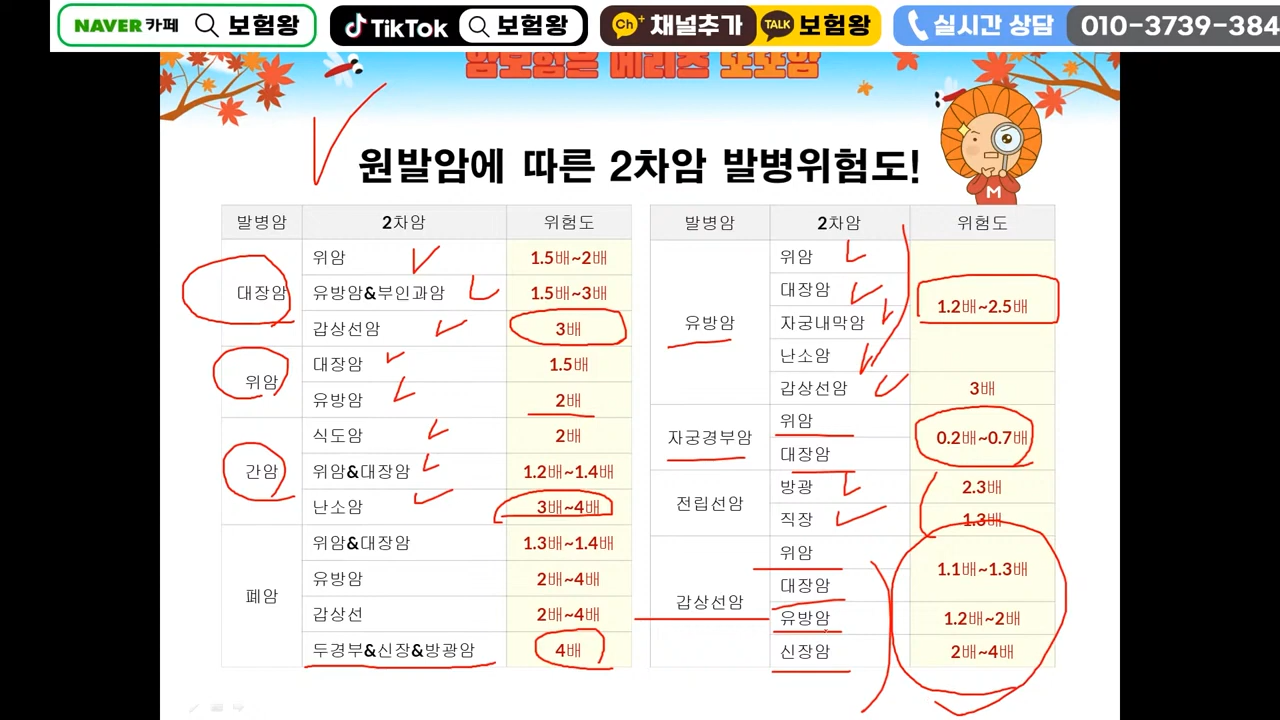 NAVER 카페 보험왕 TikTok 보험왕 Ch+ 채널추가 TALK 보험왕 실시간 상담 010-3739-384
암보험은 메리츠 또또암
M
원발암에 따른 2차암 발병위험도!
발병암 2차암 위험도
대장암 위암 1.5배~2배
유방암&부인과암 1.5배~3배
갑상선암 3배
위암 대장암 1.5배
유방암 2배
간암 식도암 2배
위암&대장암 1.2배~1.4배
난소암 3배~4배
폐암 위암&대장암 1.3배~1.4배
유방암 2배~4배
갑상선 2배~4배
두경부&신장&방광암 4배
발병암 2차암 위험도
유방암 위암 1.2배~2.5배
대장암
자궁내막암
난소암
갑상선암 3배
자궁경부암 위암 0.2배~0.7배
대장암
전립선암 방광 2.3배
직장 1.3배
갑상선암 위암 1.1배~1.3배
대장암
유방암 1.2배~2배
신장암 2배~4배